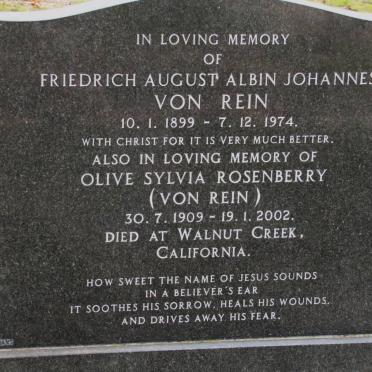 IN LOVING MEMORY
OF
FRIEDRICH AUGUST ALBIN JOHANNES
VON REIN
10. 1. 1899 - 7. 12. 1974.
WITH CHRIST FOR IT IS VERY MUCH BETTER.
ALSO IN LOVING MEMORY OF
OLIVE SYLVIA ROSENBERRY
(VON REIN)
30. 7. 1909 - 19. 1. 2002.
DIED AT WALNUT CREEK,
CALIFORNIA.
HOW SWEET THE NAME OF JESUS SOUNDS
IN A BELIEVER'S EAR
IT SOOTHES HIS SORROW, HEALS HIS WOUNDS.
AND DRIVES AWAY HIS FEAR.